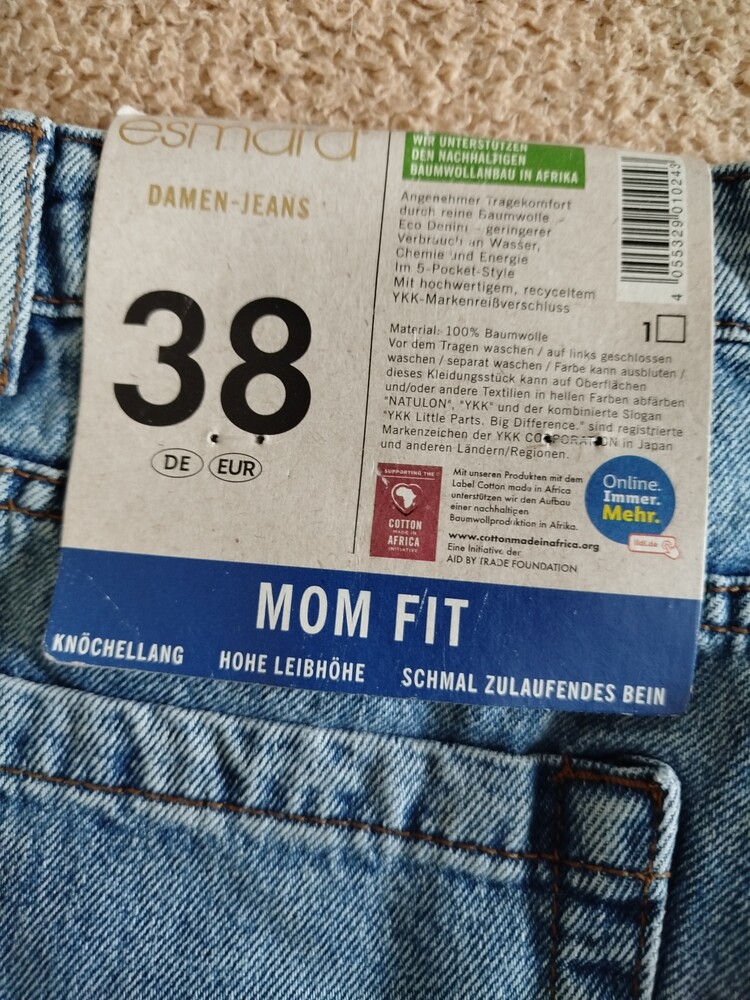 esmara
DAMEN-JEANS
38
DE EUR
WIR UNTERSTÜTZEN
DEN NACHHALTIGEN
BAUMWOLLANBAU IN AFRIKA
Angenehmer Tragekomfort
durch reine Baumwolle
Eco Denim – geringerer
Verbrauch an Wasser,
Chemie und Energie
Im 5-Pocket-Style
Mit hochwertigem, recyceltem
YKK-Markenreißverschluss
4 055329 010243
1
Material: 100% Baumwolle
Vor dem Tragen waschen / auf links geschlossen
waschen / separat waschen / Farbe kann ausbluten /
dieses Kleidungsstück kann auf Oberflächen
und/oder andere Textilien in hellen Farben abfärben
"NATULON", "YKK" und der kombinierte Slogan
"YKK Little Parts. Big Difference." sind registrierte
Markenzeichen der YKK CORPORATION in Japan
und anderen Ländern/Regionen.
SUPPORTING THE
COTTON
MADE IN
AFRICA
INITIATIVE
Mit unseren Produkten mit dem
Label Cotton made in Africa
unterstützen wir den Aufbau
einer nachhaltigen
Baumwollproduktion in Afrika.
www.cottonmadeinafrica.org
Eine Initiative der
AID BY TRADE FOUNDATION
Online.
Immer.
Mehr.
lidl.de
MOM FIT
KNÖCHELLANG HOHE LEIBHÖHE SCHMAL ZULAUFENDES BEIN